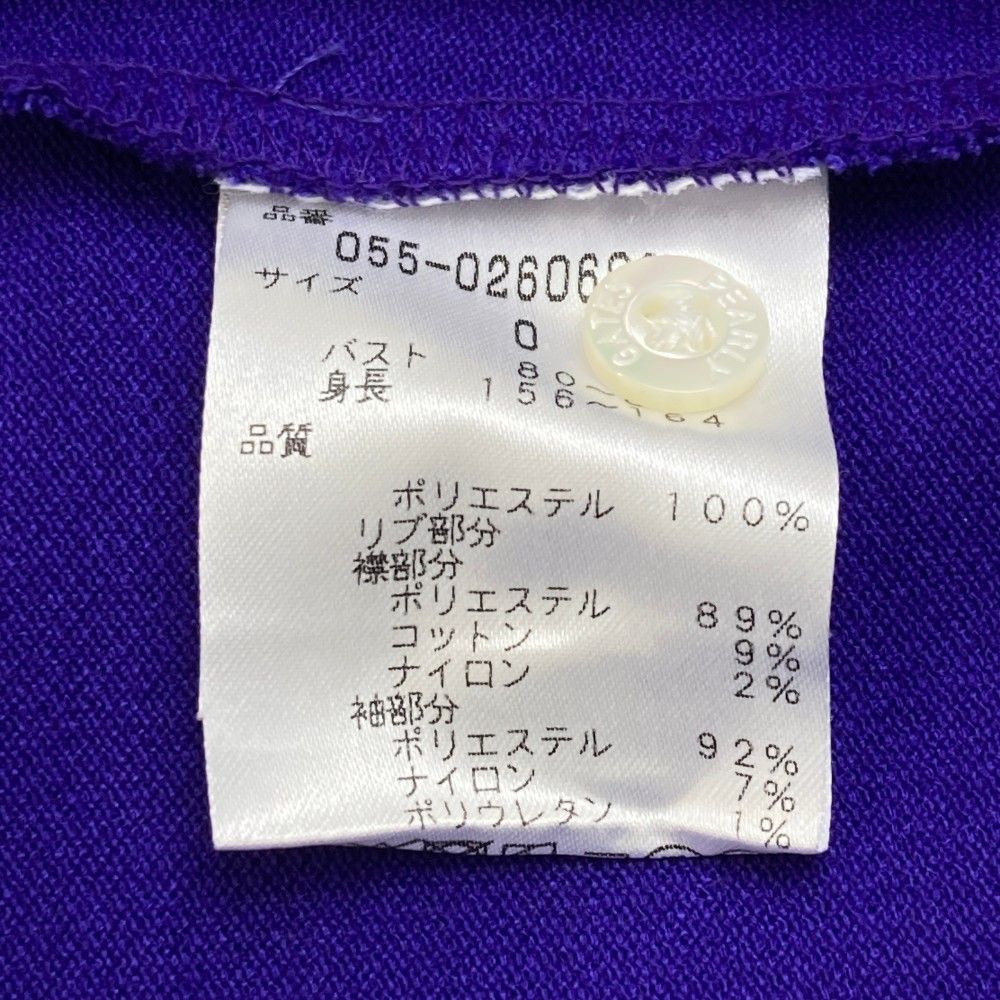 品番
055-02606
サイズ
0
バスト 80~
身長 156~164
品質
ポリエステル 100%
リブ部分
襟部分
ポリエステル 89%
コットン 9%
ナイロン 2%
袖部分
ポリエステル 92%
ナイロン 7%
ポリウレタン 1%
PEARLY GATES